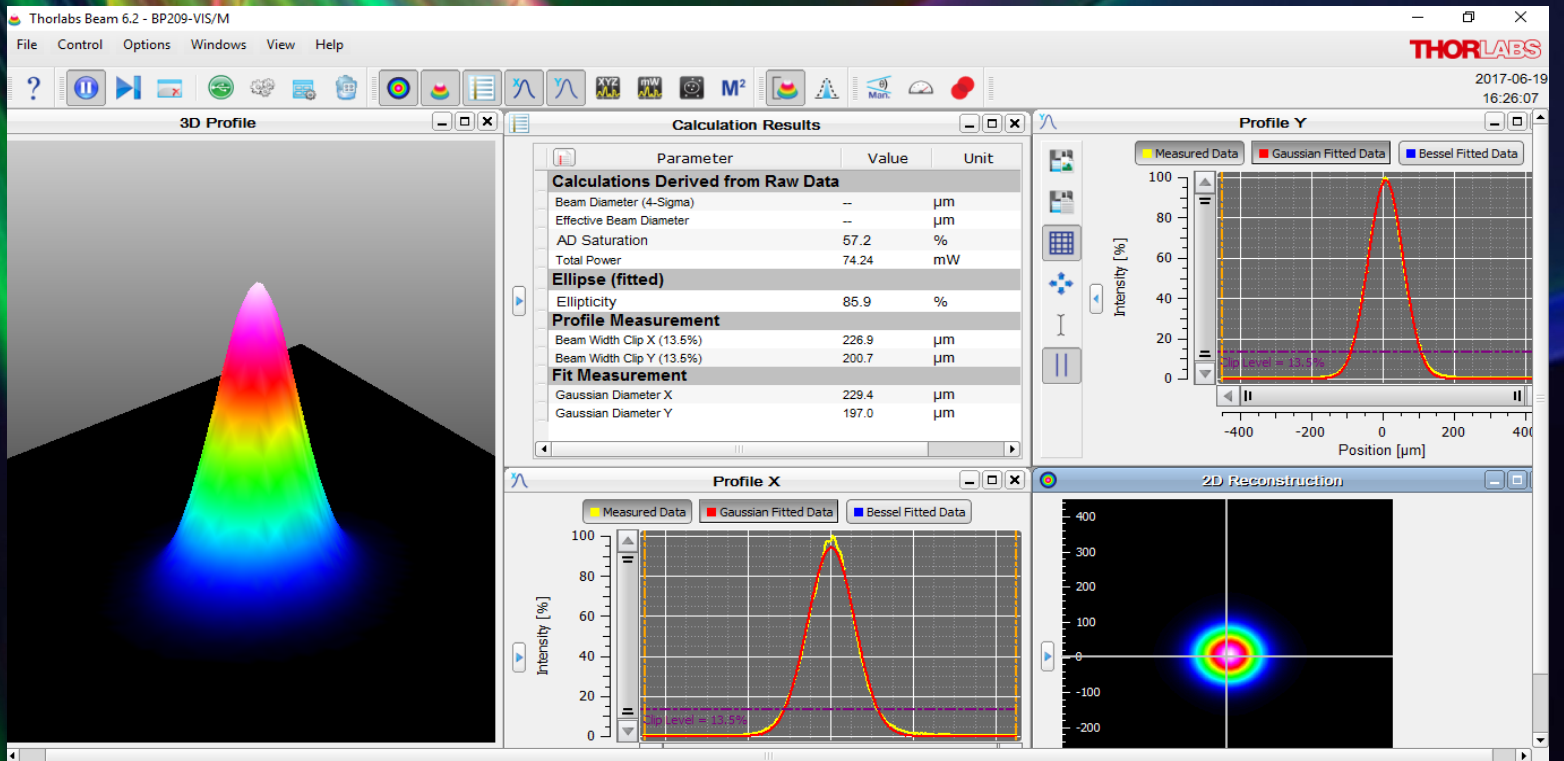 Thorlabs Beam 6.2 - BP209-VIS/M
File Control Options Windows View Help
THORLABS
? XYZ mW M² Man.
2017-06-19
16:26:07
3D Profile
Calculation Results
Parameter Value Unit
Calculations Derived from Raw Data
Beam Diameter (4-Sigma) -- µm
Effective Beam Diameter -- µm
AD Saturation 57.2 %
Total Power 74.24 mW
Ellipse (fitted)
Ellipticity 85.9 %
Profile Measurement
Beam Width Clip X (13.5%) 226.9 µm
Beam Width Clip Y (13.5%) 200.7 µm
Fit Measurement
Gaussian Diameter X 229.4 µm
Gaussian Diameter Y 197.0 µm
Y
Profile Y
Measured Data Gaussian Fitted Data Bessel Fitted Data
Intensity [%]
100
80
60
40
20
0
Clip Level = 13.5%
-400 -200 0 200 400
Position [µm]
X
Profile X
Measured Data Gaussian Fitted Data Bessel Fitted Data
Intensity [%]
100
80
60
40
20
0
Clip Level = 13.5%
2D Reconstruction
400
300
200
100
0
-100
-200